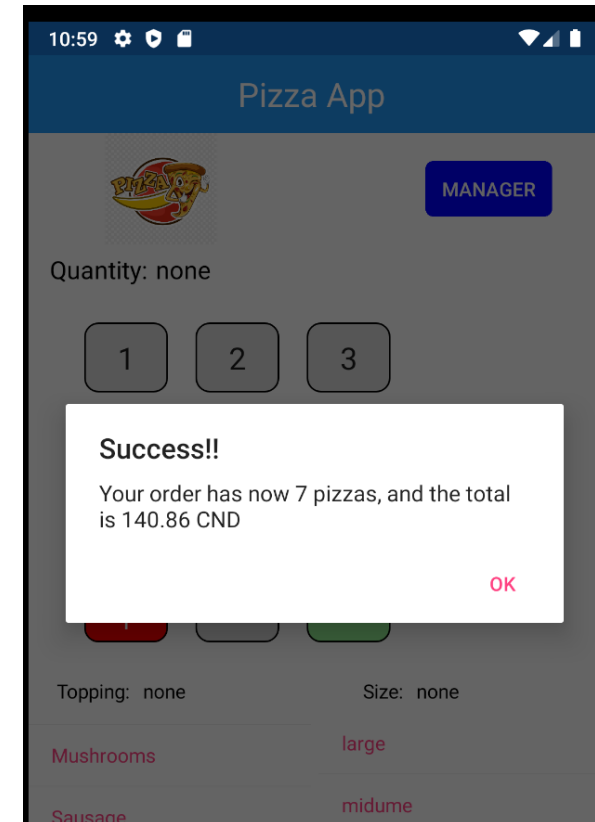 10:59
Pizza App
PIZZA
MANAGER
Quantity: none
1 2 3
Success!!
Your order has now 7 pizzas, and the total
is 140.86 CND
OK
Topping: none
Size: none
Mushrooms
large
Sausage
midume